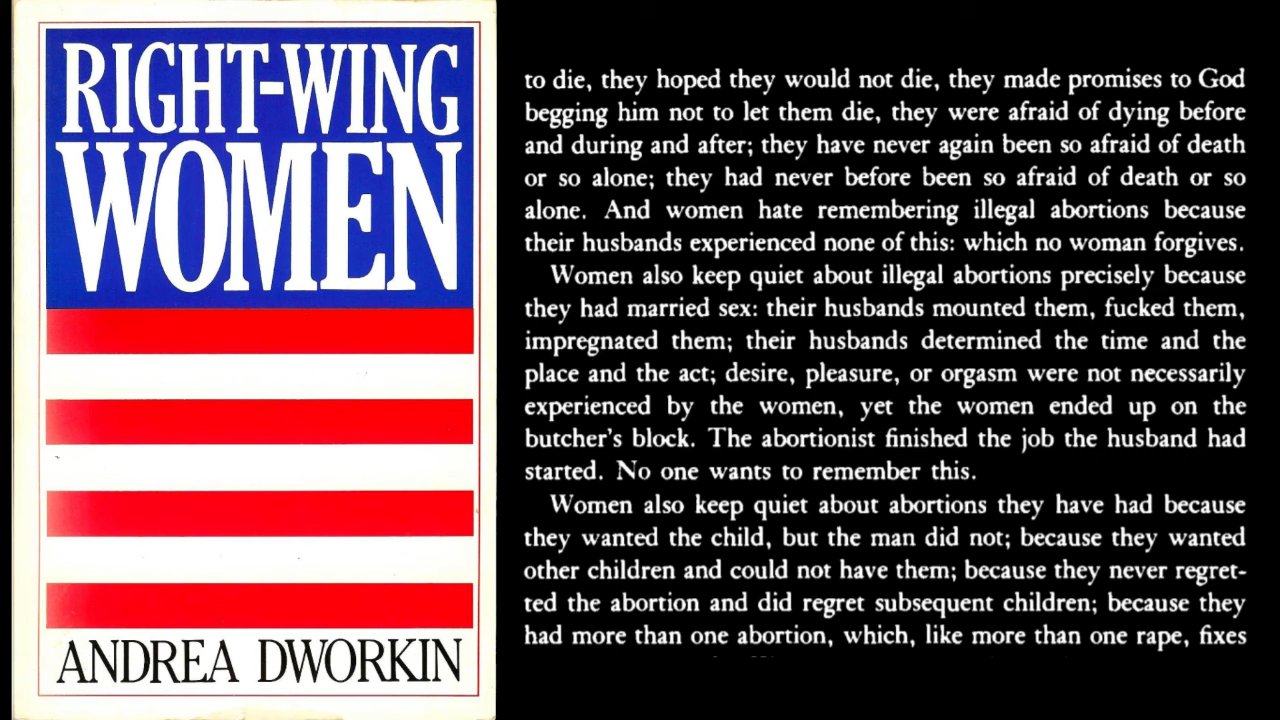 RIGHT-WING
WOMEN
ANDREA DWORKIN
to die, they hoped they would not die, they made promises to God
begging him not to let them die, they were afraid of dying before
and during and after; they have never again been so afraid of death
or so alone; they had never before been so afraid of death or so
alone. And women hate remembering illegal abortions because
their husbands experienced none of this: which no woman forgives.
Women also keep quiet about illegal abortions precisely because
they had married sex: their husbands mounted them, fucked them,
impregnated them; their husbands determined the time and the
place and the act; desire, pleasure, or orgasm were not necessarily
experienced by the women, yet the women ended up on the
butcher's block. The abortionist finished the job the husband had
started. No one wants to remember this.
Women also keep quiet about abortions they have had because
they wanted the child, but the man did not; because they wanted
other children and could not have them; because they never regret-
ted the abortion and did regret subsequent children; because they
had more than one abortion, which, like more than one rape, fixes